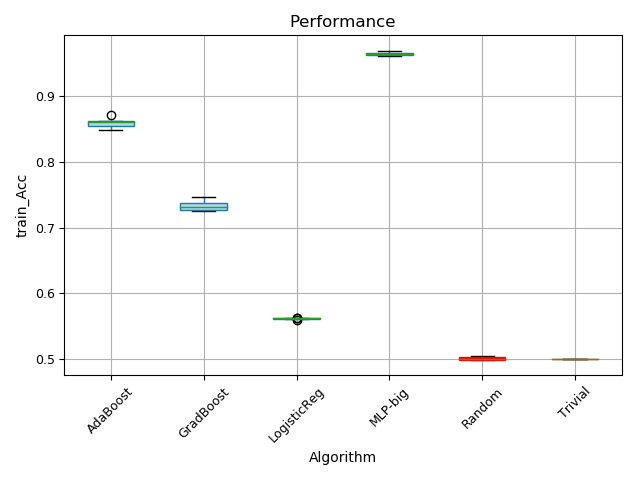 Performance
train_Acc
0.9
0.8
0.7
0.6
0.5
AdaBoost
GradBoost
LogisticReg
MLP-big
Random
Trivial
Algorithm